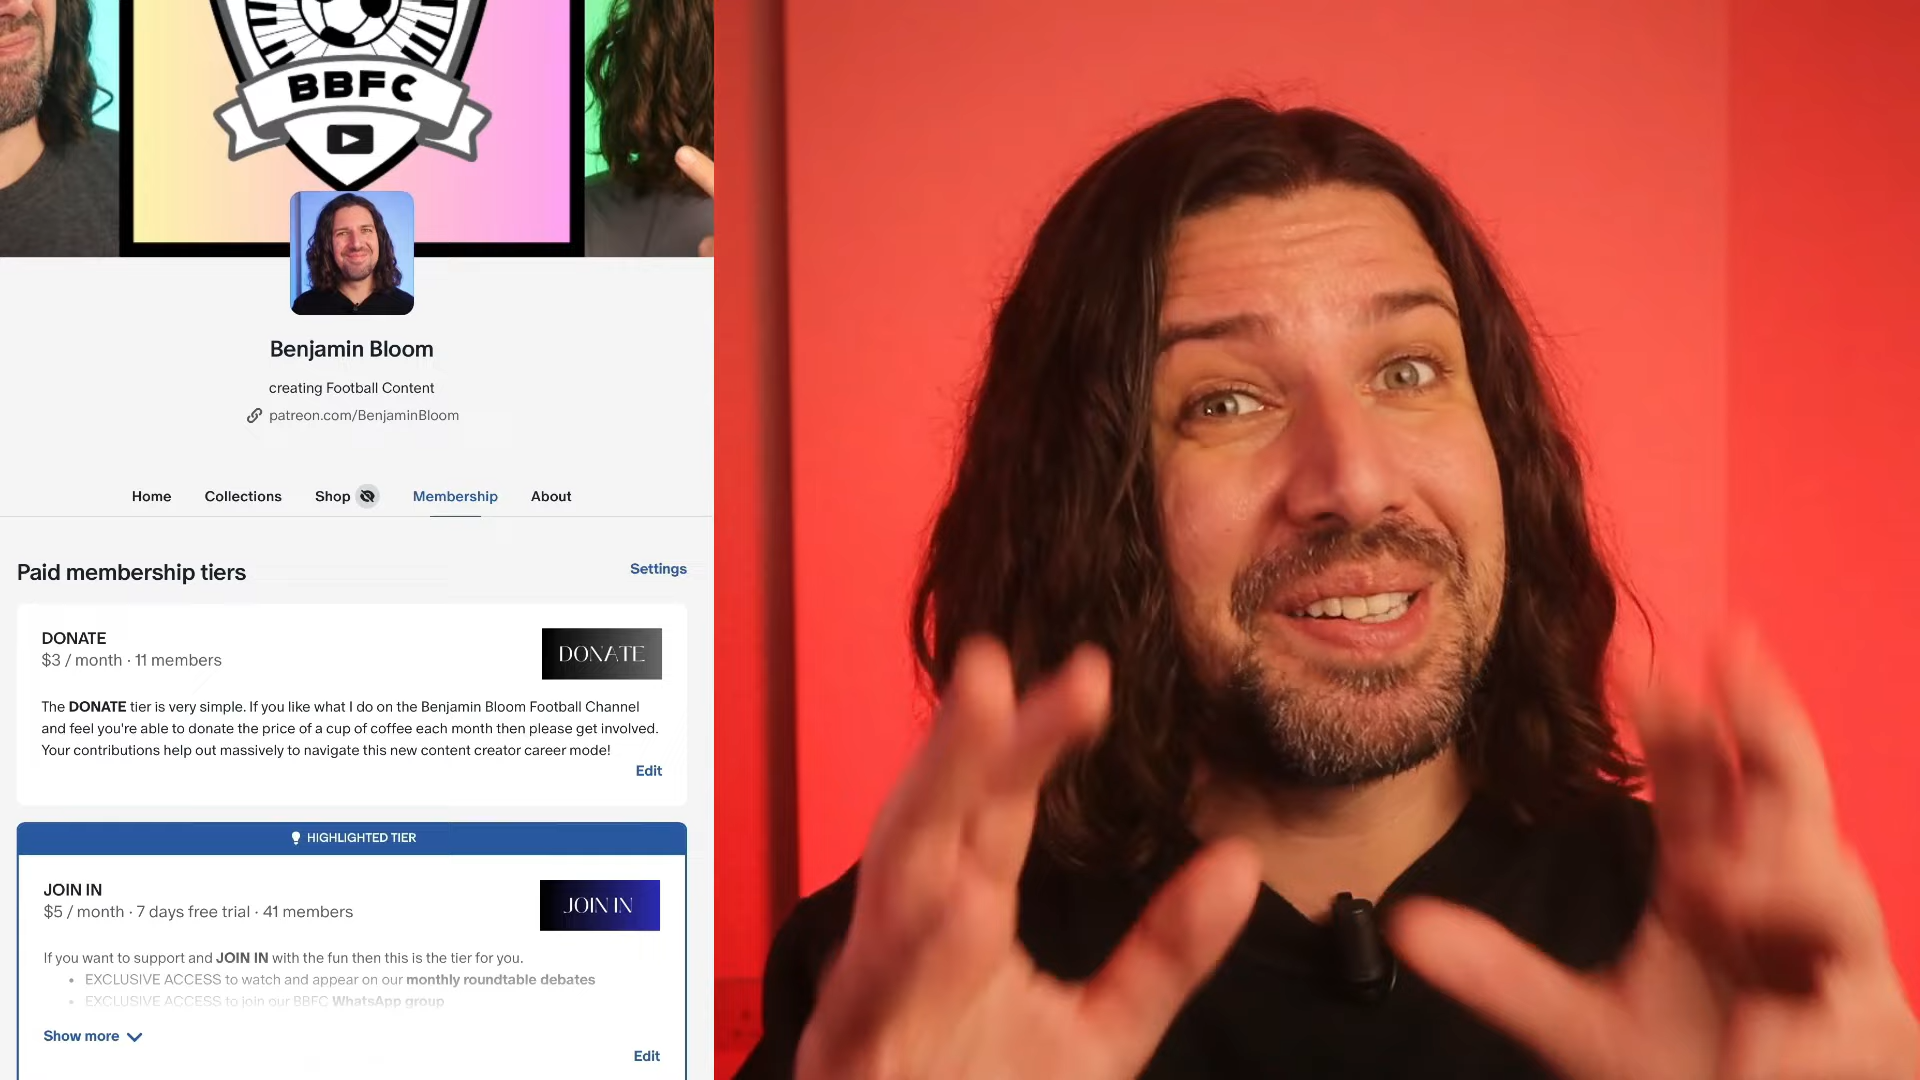 BBFC
Benjamin Bloom
creating Football Content
patreon.com/BenjaminBloom
Home
Collections
Shop
Membership
About
Paid membership tiers
Settings
DONATE
$3 / month · 11 members
DONATE
The DONATE tier is very simple. If you like what I do on the Benjamin Bloom Football Channel
and feel you're able to donate the price of a cup of coffee each month then please get involved.
Your contributions help out massively to navigate this new content creator career mode!
Edit
HIGHLIGHTED TIER
JOIN IN
$5 / month · 7 days free trial · 41 members
JOIN IN
If you want to support and JOIN IN with the fun then this is the tier for you.
• EXCLUSIVE ACCESS to watch and appear on our monthly roundtable debates
• EXCLUSIVE ACCESS to join our BBFC WhatsApp group
Show more
Edit